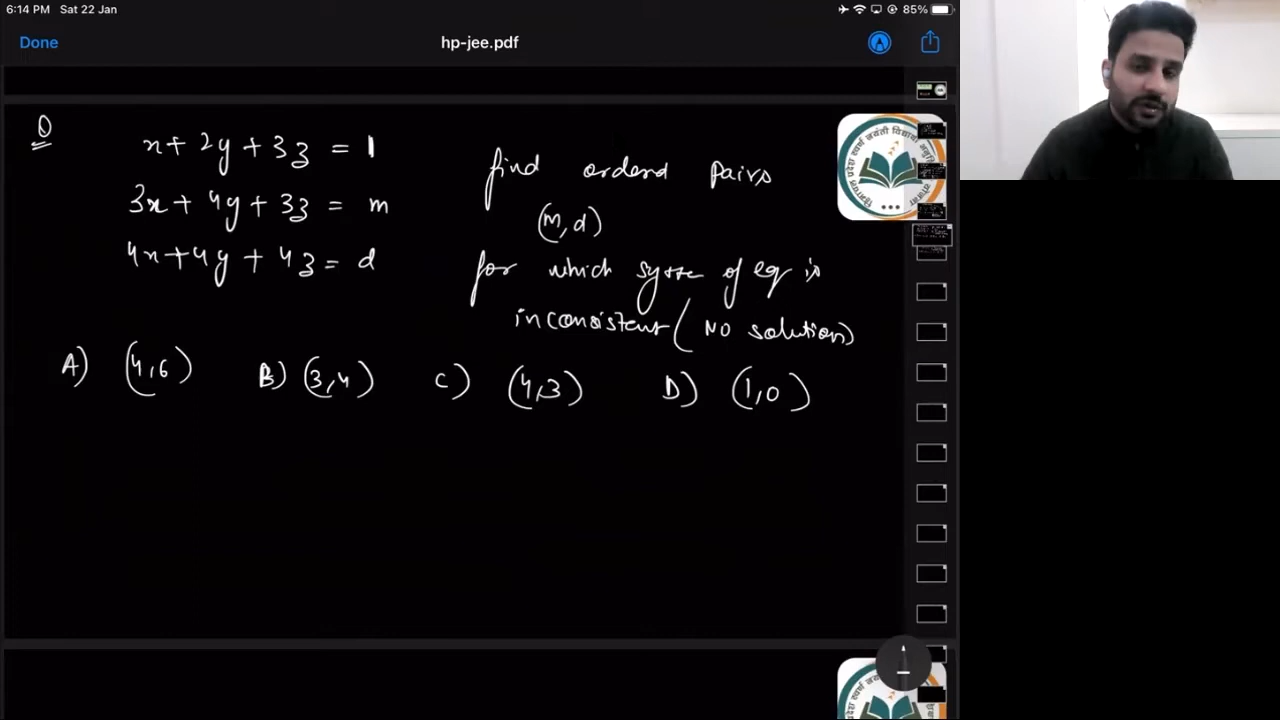 6:14 PM Sat 22 Jan
85%
Done
hp-jee.pdf
Q
x + 2y + 3z = 1
3x + 4y + 3z = m
4x + 4y + 4z = d
find orderd pairs
(m, d)
for which syste of eq is
inconsistent ( NO solution)
A) (4,6) B) (3,4) C) (4,3) D) (1,0)